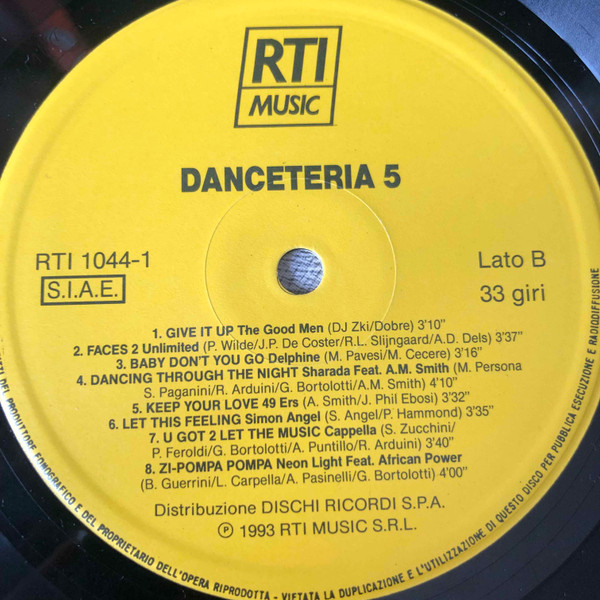 RTI
MUSIC
DANCETERIA 5
RTI 1044-1
S.I.A.E.
Lato B
33 giri
1. GIVE IT UP The Good Men (DJ Zki/Dobre) 3'10"
2. FACES 2 Unlimited (P. Wilde/J.P. De Coster/R.L. Slijngaard/A.D. Dels) 3'37"
3. BABY DON'T YOU GO Delphine (M. Pavesi/M. Cecere) 3'16"
4. DANCING THROUGH THE NIGHT Sharada Feat. A.M. Smith (M. Persona
S. Paganini/R. Arduini/G. Bortolotti/A.M. Smith) 4'10"
5. KEEP YOUR LOVE 49 Ers (A. Smith/J. Phil Ebosi) 3'32
6. LET THIS FEELING Simon Angel (S. Angel/P. Hammond) 3'35"
7. U GOT 2 LET THE MUSIC Cappella (S. Zucchini/
P. Feroldi/G. Bortolotti/A. Puntillo/R. Arduini) 3'40"
8. ZI-POMPA POMPA Neon Light Feat. African Power
(B. Guerrini/L. Carpella/A. Pasinelli/G. Bortolotti) 4'00"
Distribuzione DISCHI RICORDI S.P.A.
℗ 1993 RTI MUSIC S.R.L.
DEL PRODUTTORE FONOGRAFICO E DEL PROPRIETARIO DELL'OPERA RIPRODOTTA - VIETATA LA DUPLICAZIONE E L'UTILIZZAZIONE DI QUESTO DISCO PER PUBBLICA ESECUZIONE E RADIODIFFUSIONE